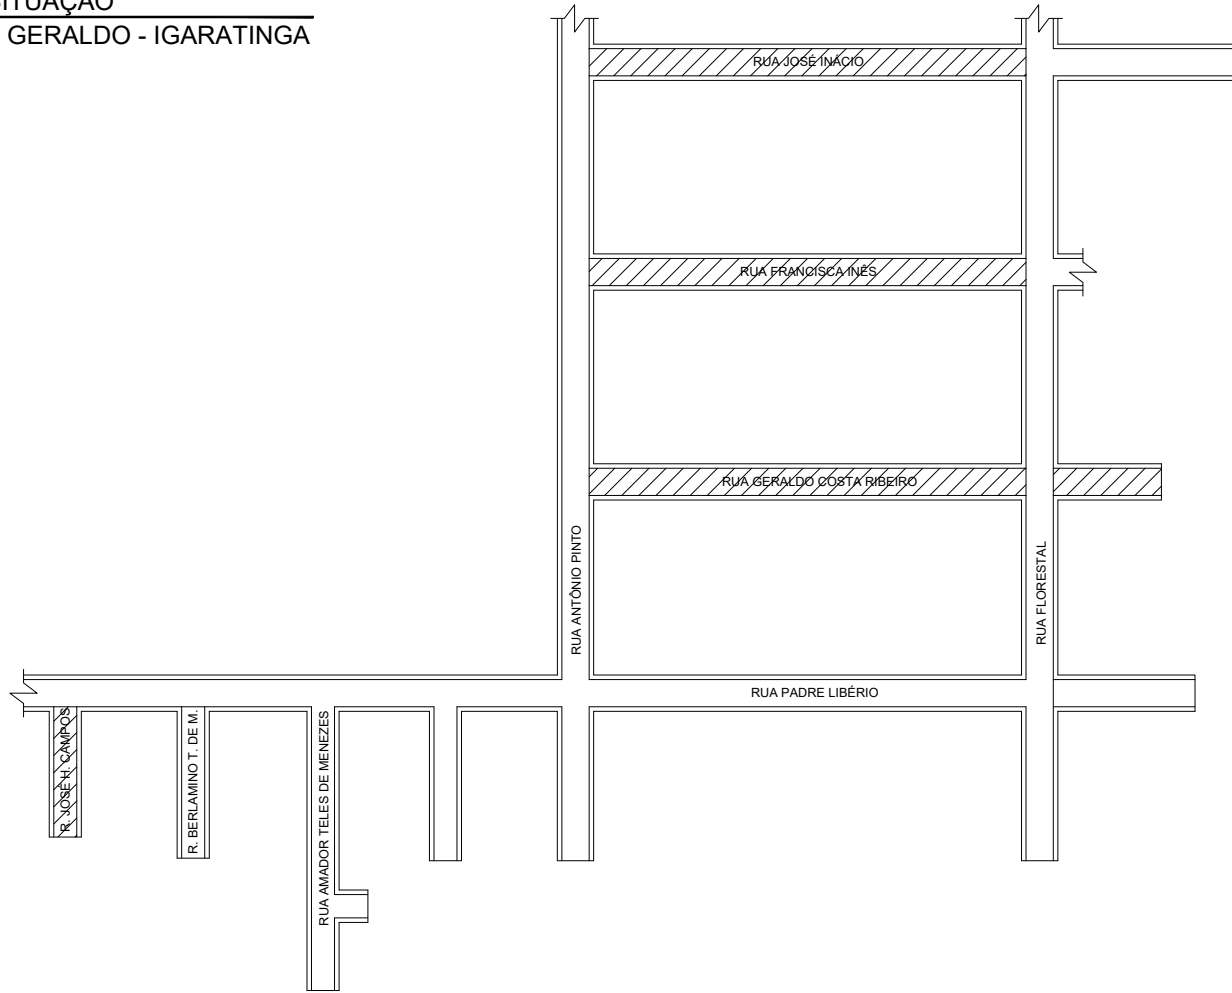 GERALDO - IGARATINGA
RUA JOSÉ INÁCIO
RUA FRANCISCA INÊS
RUA GERALDO COSTA RIBEIRO
RUA ANTÔNIO PINTO
RUA FLORESTAL
RUA PADRE LIBÉRIO
R. JOSÉ H. CAMPOS
R. BERLAMINO T. DE M.
RUA AMADOR TELES DE MENEZES